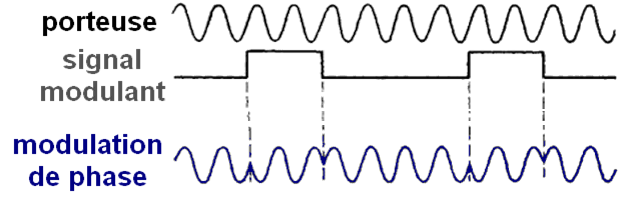 porteuse
signal
modulant
modulation
de phase